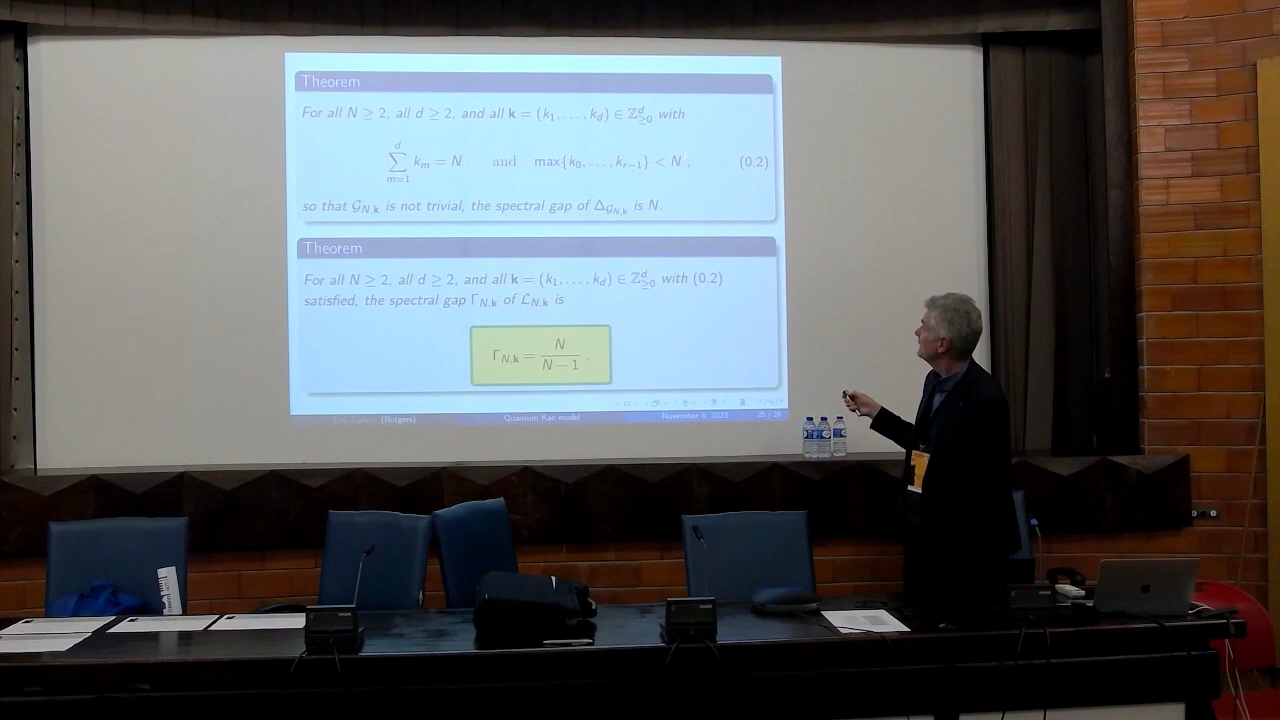 Theorem
For all N ≥ 2, all d ≥ 2, and all k = (k₁, . . . , k_d) ∈ ℤ^d_{≥0} with
∑_{m=1}^{d} k_m = N and max{k₀, . . . , k_{r−1}} < N , (0.2)
so that 𝒢_{N,k} is not trivial, the spectral gap of Δ_{𝒢_{N,k}} is N.
Theorem
For all N ≥ 2, all d ≥ 2, and all k = (k₁, . . . , k_d) ∈ ℤ^d_{≥0} with (0.2)
satisfied, the spectral gap Γ_{N,k} of ℒ_{N,k} is
Γ_{N,k} = N / (N − 1) .
(Rutgers) Quantum Kac model November 6, 2023 25 / 26